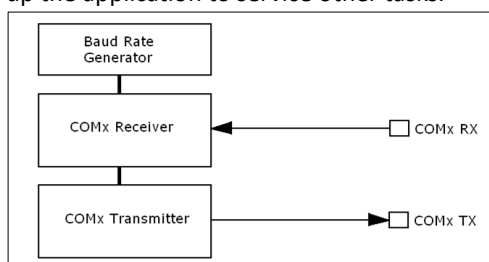 up the application to service other tasks.
Baud Rate
Generator
COMx Receiver
COMx RX
COMx Transmitter
COMx TX